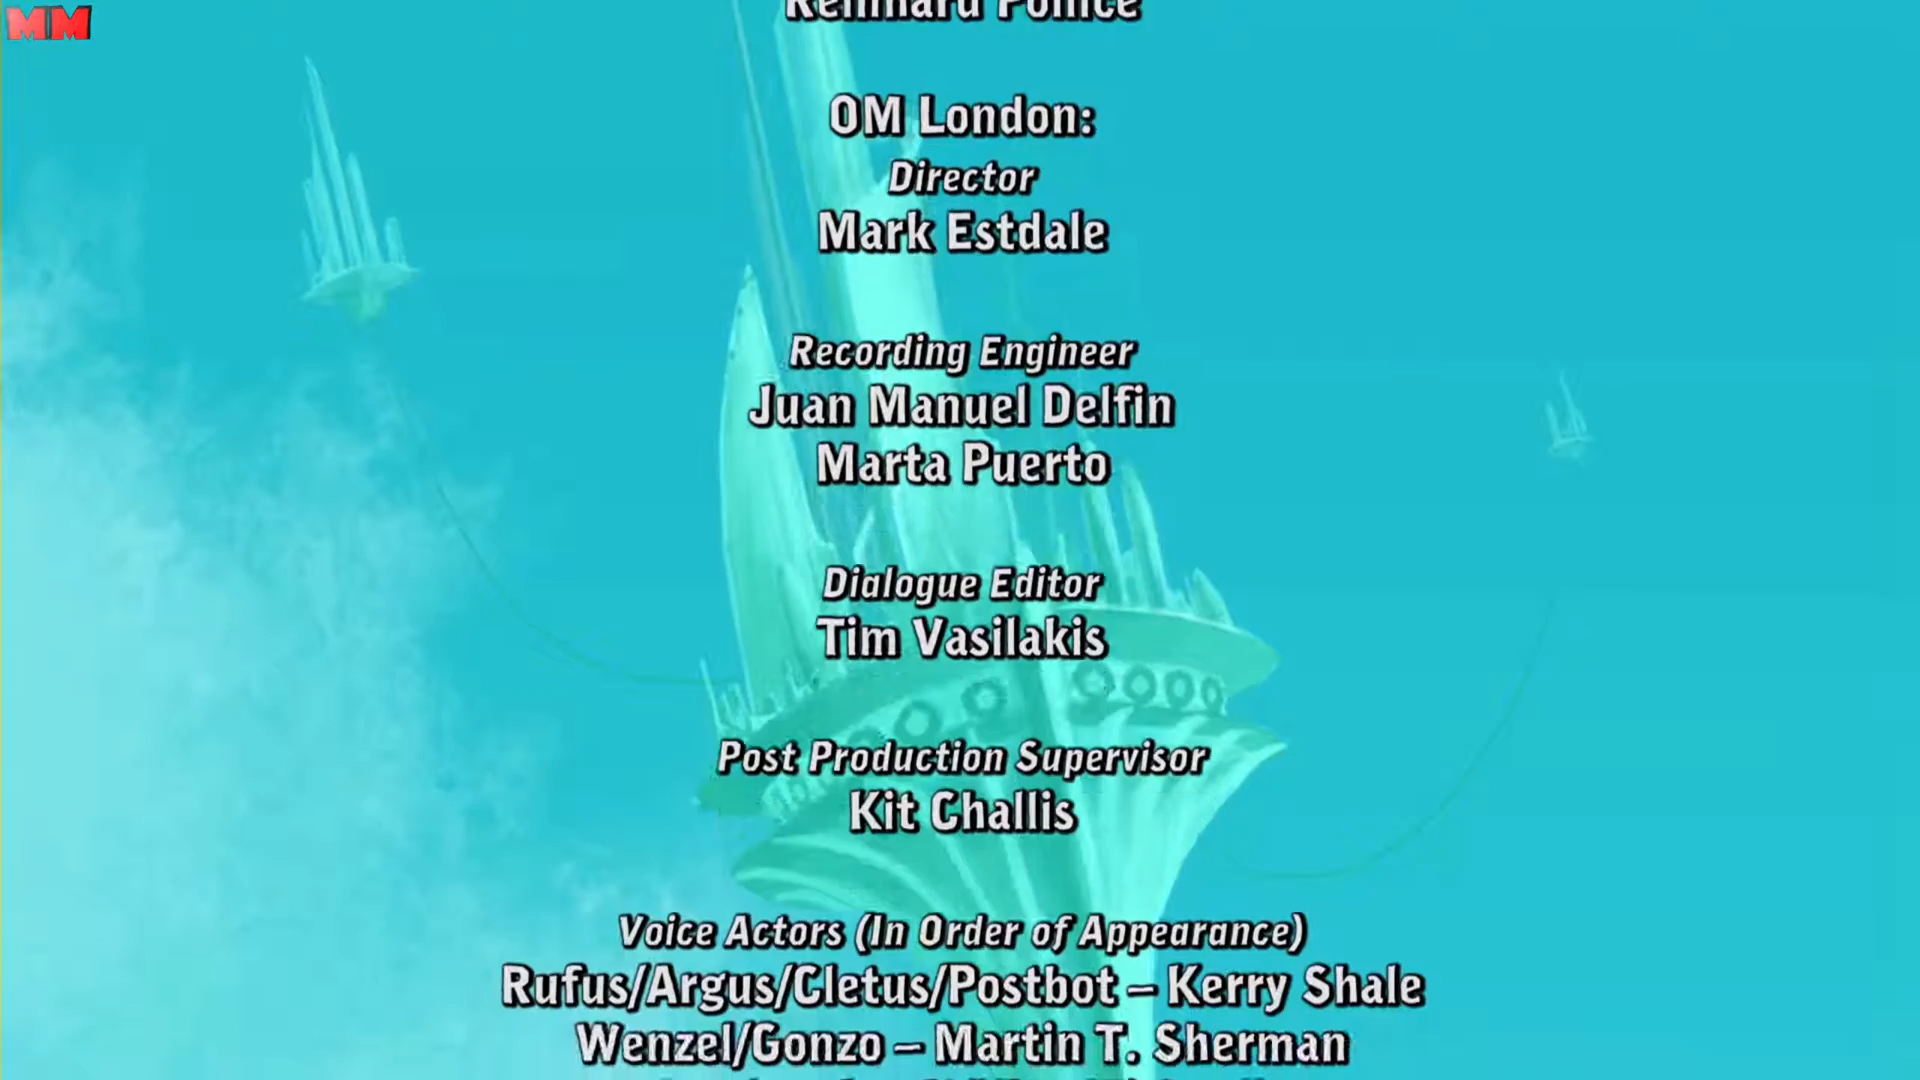 MM
OM London:
Director
Mark Estdale
Recording Engineer
Juan Manuel Delfin
Marta Puerto
Dialogue Editor
Tim Vasilakis
Post Production Supervisor
Kit Challis
Voice Actors (In Order of Appearance)
Rufus/Argus/Cletus/Postbot – Kerry Shale
Wenzel/Gonzo – Martin T. Sherman